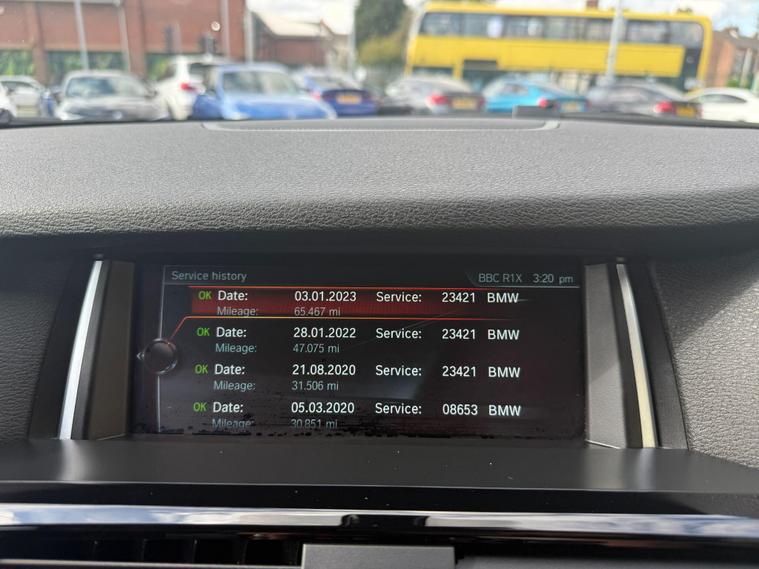 Service history BBC R1X 3:20 pm
OK Date: 03.01.2023 Service: 23421 BMW
Mileage: 65.467 mi
OK Date: 28.01.2022 Service: 23421 BMW
Mileage: 47.075 mi
OK Date: 21.08.2020 Service: 23421 BMW
Mileage: 31.506 mi
OK Date: 05.03.2020 Service: 08653 BMW
Mileage: 30.851 mi